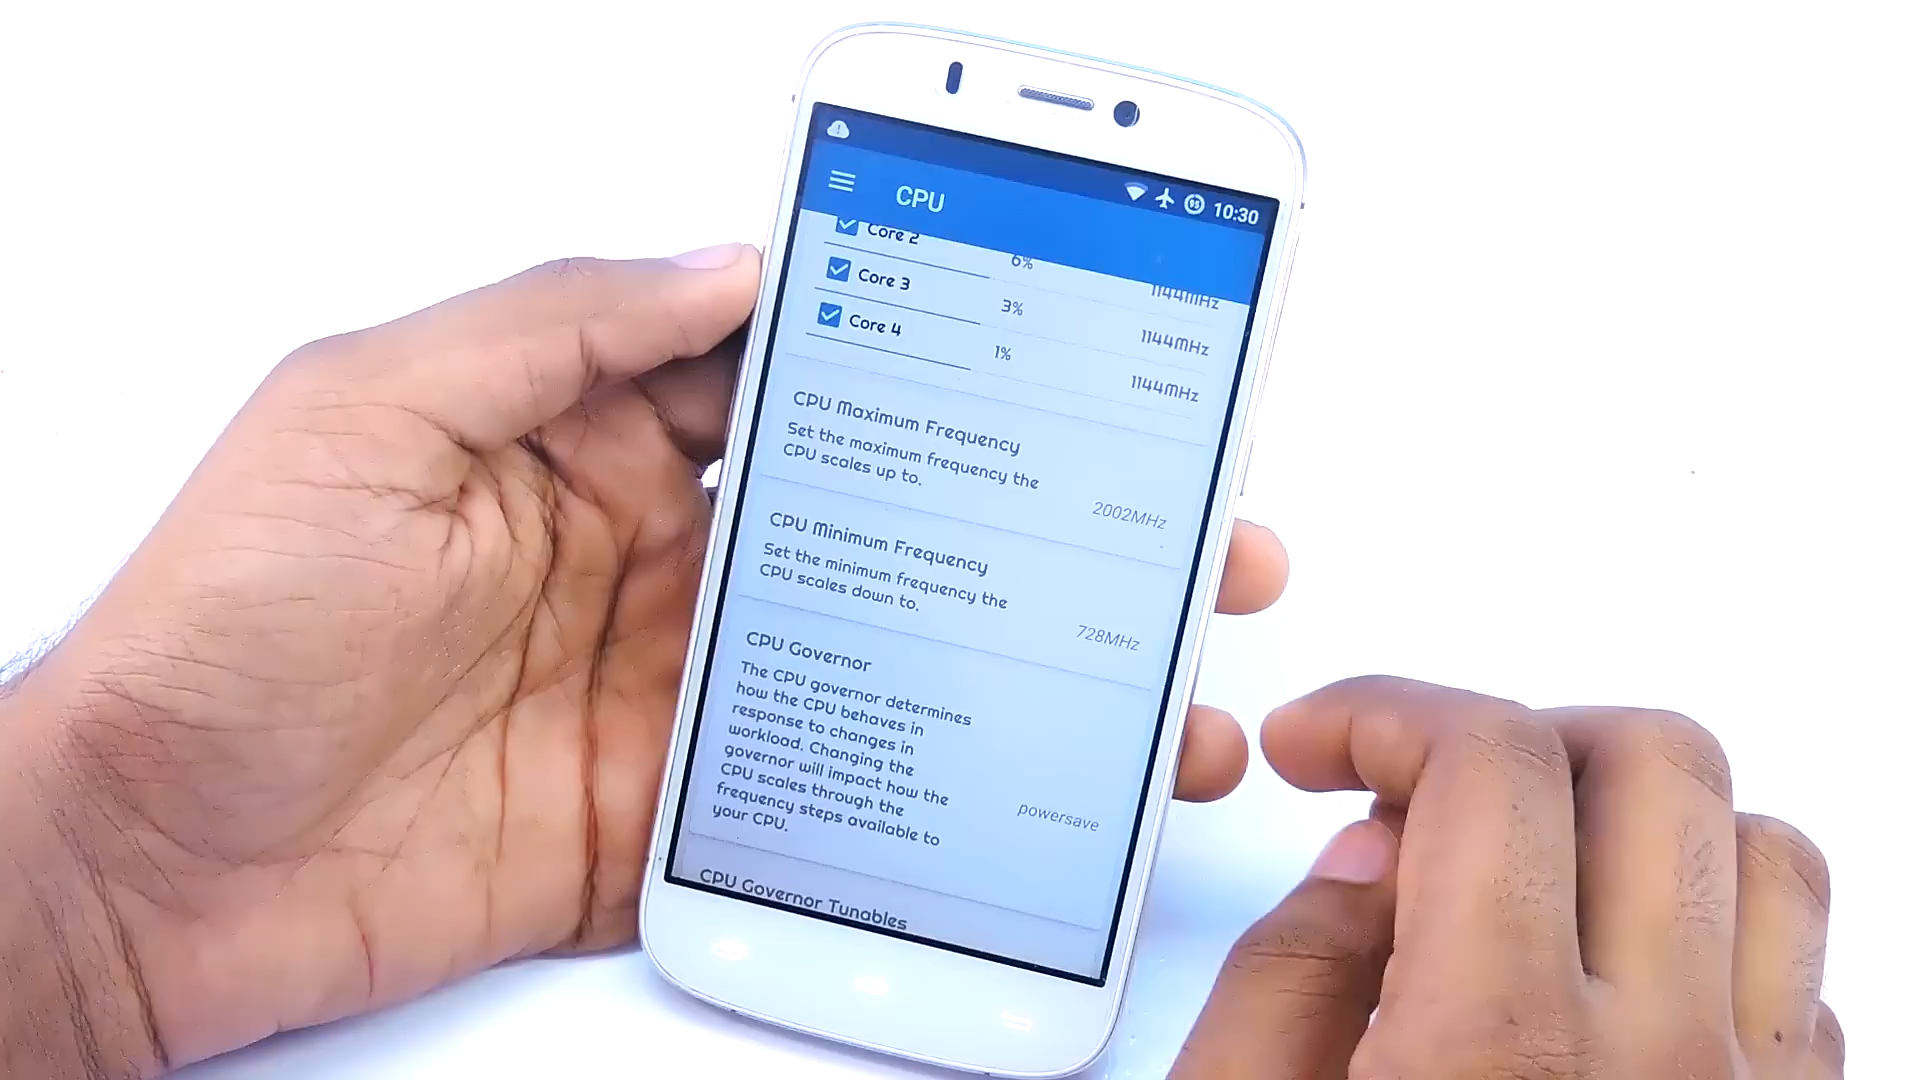 95 10:30
CPU
Core 2 6% 1144MHz
Core 3 3% 1144MHz
Core 4 1% 1144MHz
CPU Maximum Frequency
Set the maximum frequency the
CPU scales up to.
2002MHz
CPU Minimum Frequency
Set the minimum frequency the
CPU scales down to.
728MHz
CPU Governor
The CPU governor determines
how the CPU behaves in
response to changes in
workload. Changing the
governor will impact how the
CPU scales through the
frequency steps available to
your CPU.
powersave
CPU Governor Tunables